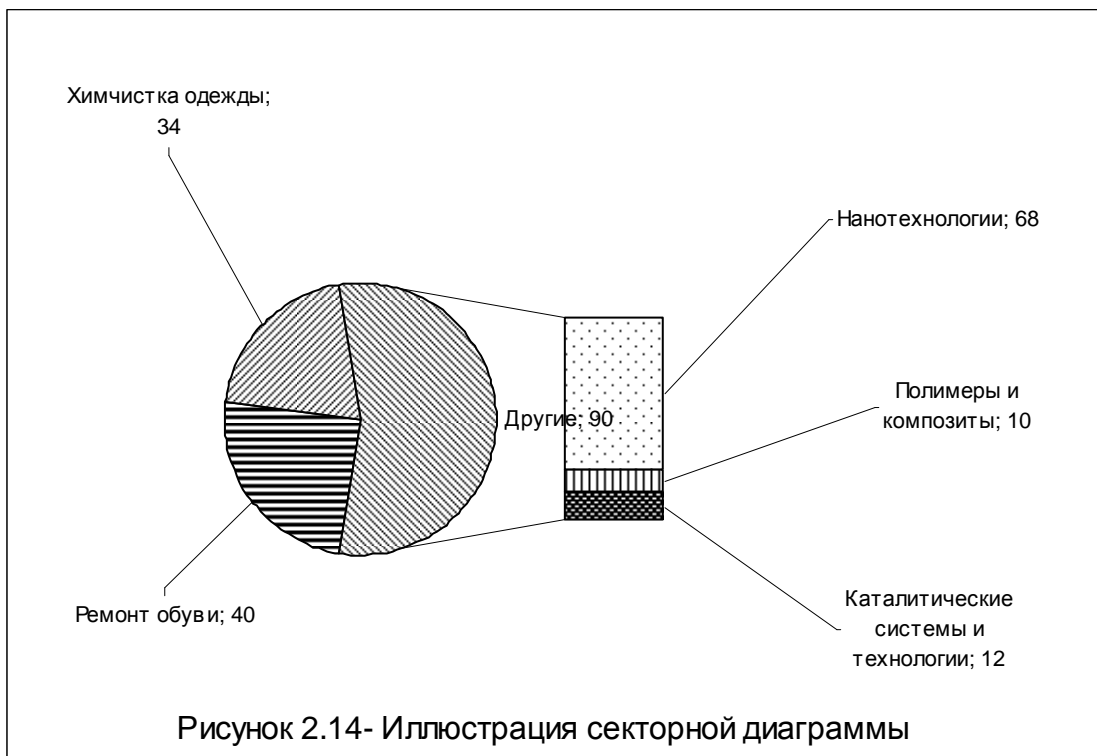 Химчистка одежды;
34
Нанотехнологии; 68
Другие; 90
Полимеры и
композиты; 10
Ремонт обуви; 40
Каталитические
системы и
технологии; 12
Рисунок 2.14- Иллюстрация секторной диаграммы